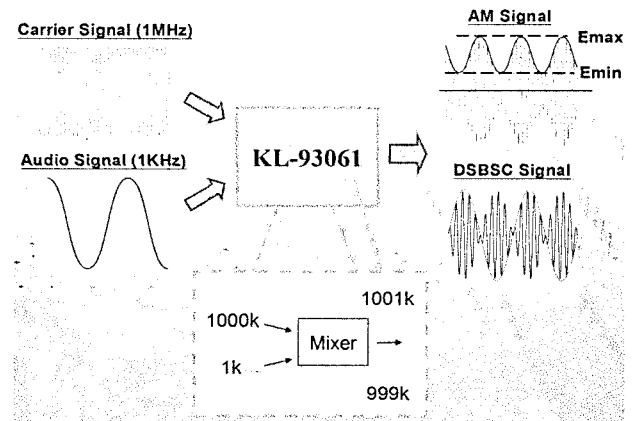 Carrier Signal (1MHz)
Audio Signal (1KHz)
KL-93061
AM Signal
Emax
Emin
DSBSC Signal
1000k
1k
Mixer
1001k
999k